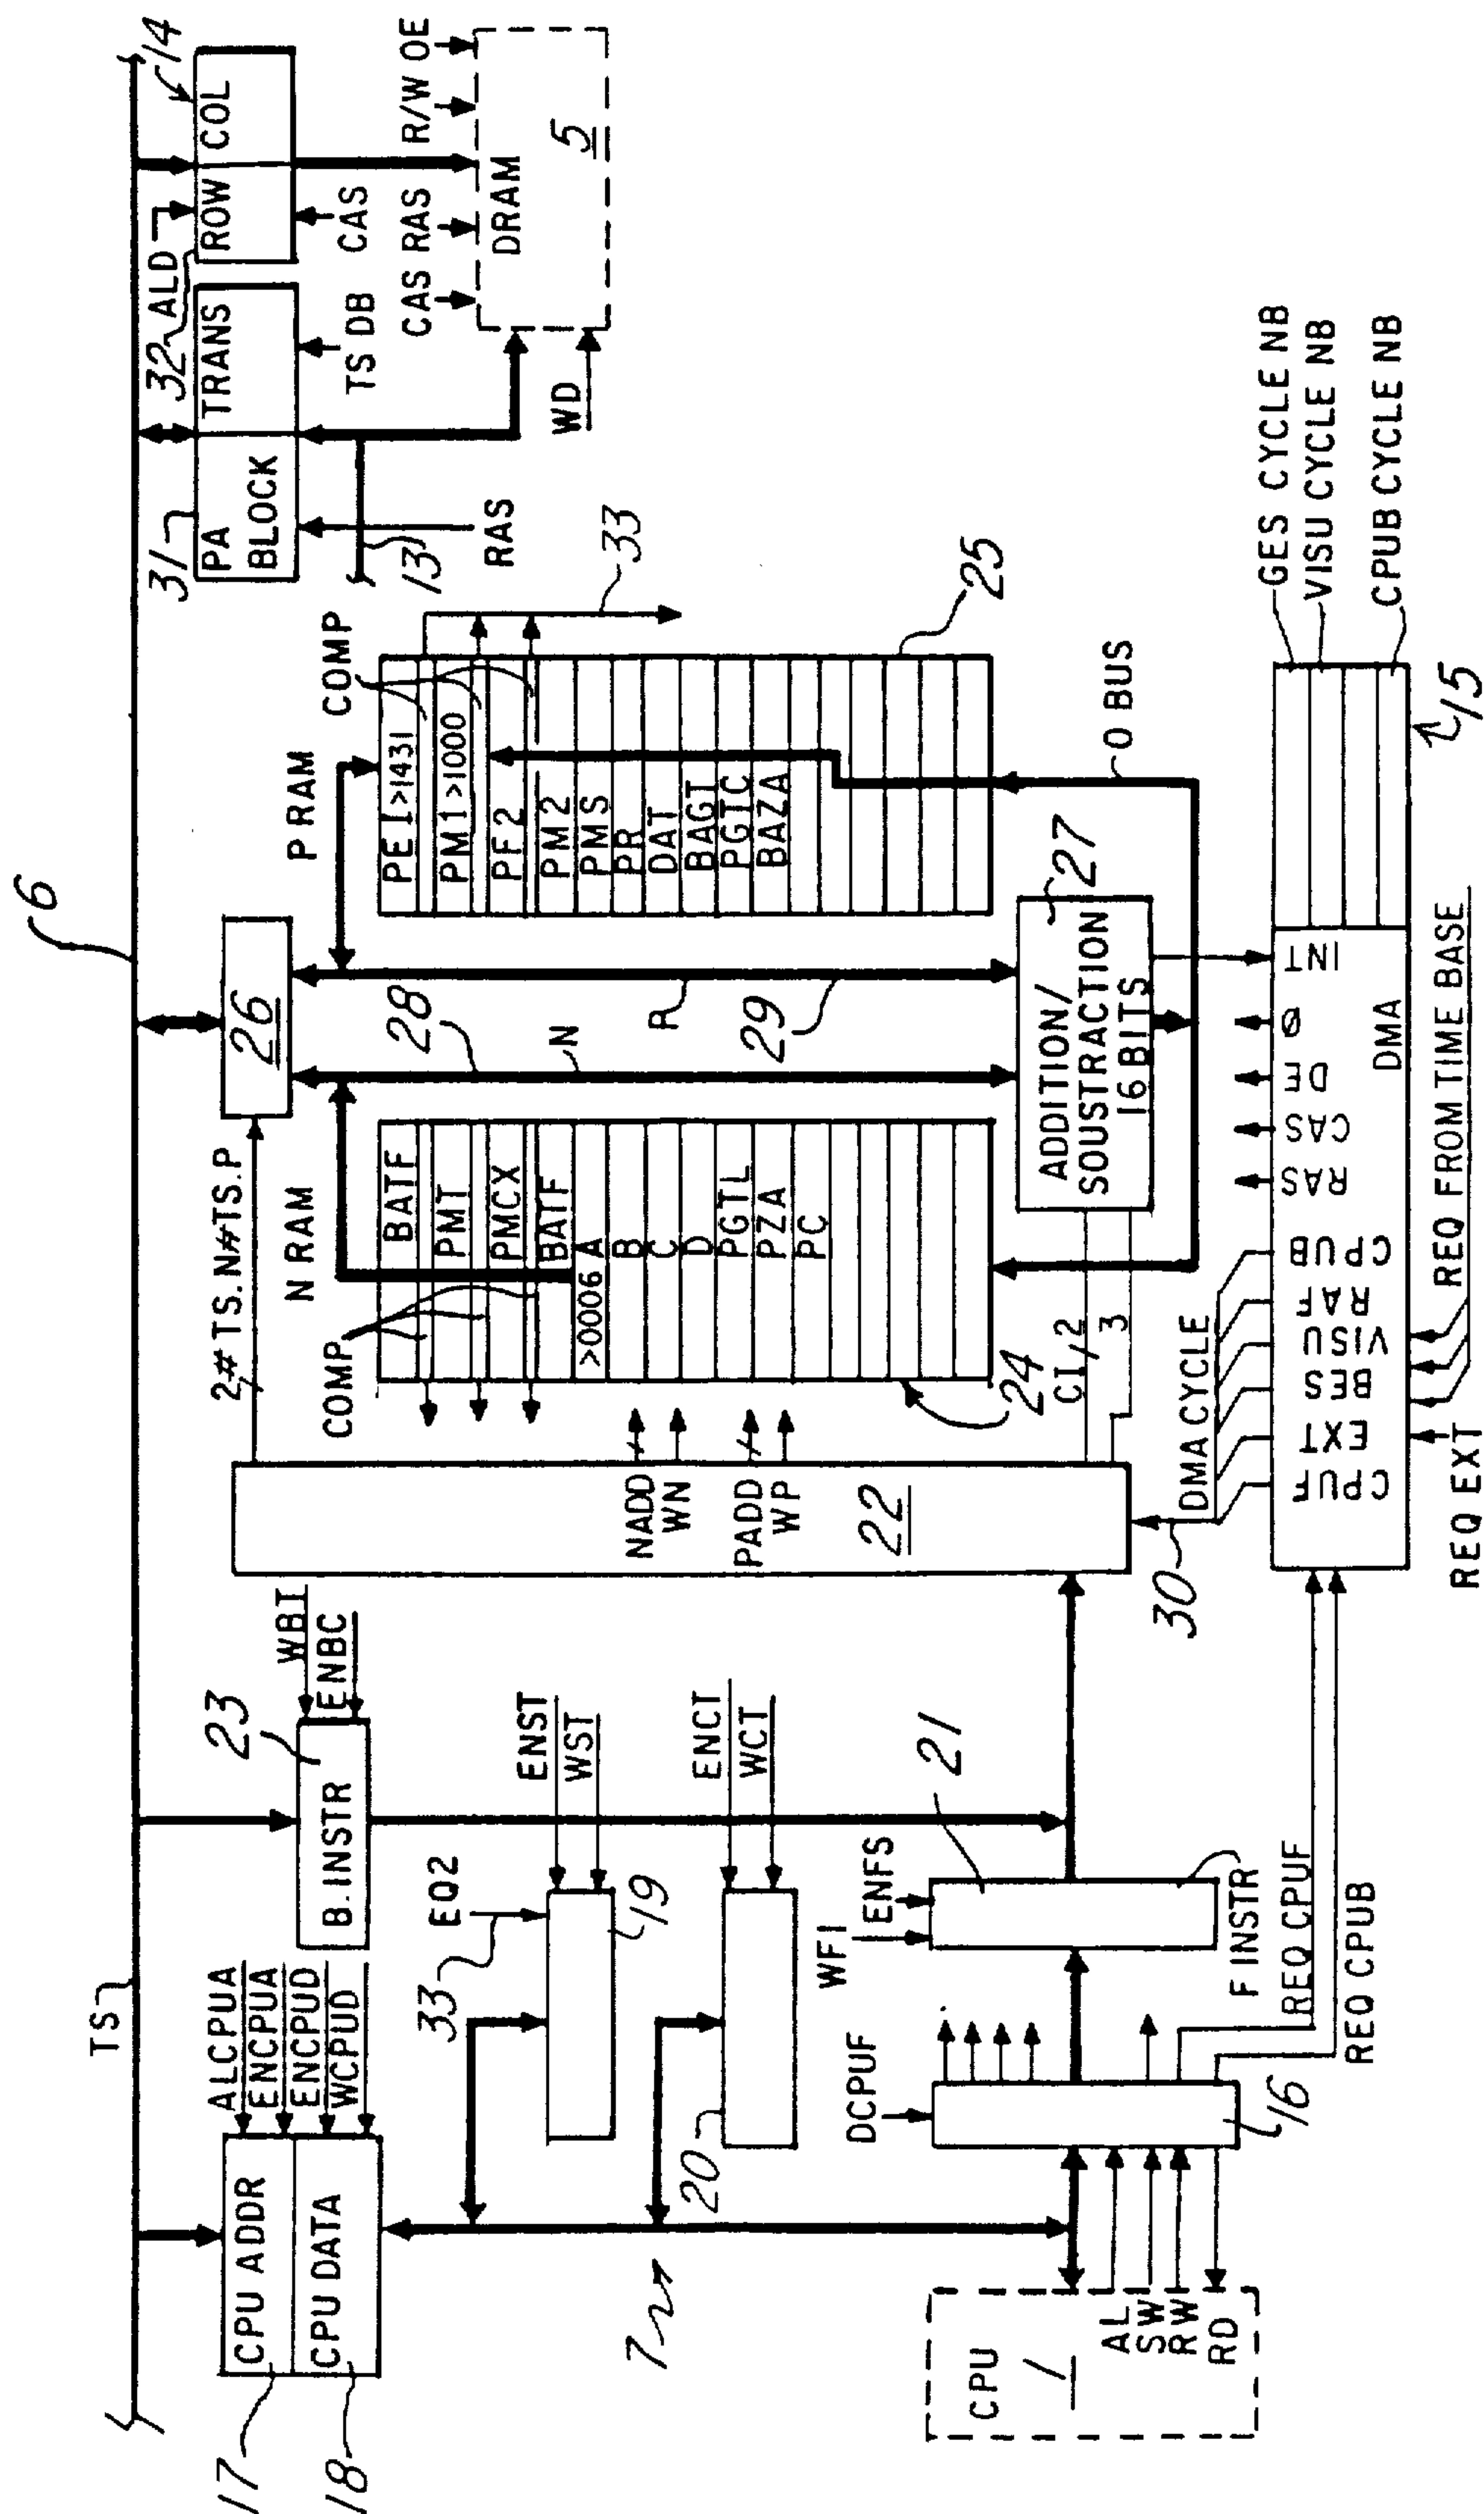 6
TS
17
18
CPU ADDR
CPU DATA
ALCPUA
ENCPUA
ENCPUD
WCPUD
23
B. INSTR
WBI
ENBC
33
EQ2
19
ENST
WST
20
ENCT
WCT
7
CPU
1
AL
SW
RW
RD
DCPUF
16
WFI
ENFS
21
F INSTR
REQ CPUF
REQ CPUB
2# TS.N#TS.P
26
22
NADD
WN
PADD
WP
30
N RAM
COMP
BATF
PMT
PMCX
BATF
>0006 A
B
C
D
PGTL
PZA
PC
24
28
N
R
29
CI
2
3
ADDITION/
SOUSTRACTION
16 BITS
27
P RAM
COMP
PE1>1431
PM1>1000
PF2
PM2
PMS
PR
DAT
BAGT
PGTC
BAZA
25
33
O BUS
DMA CYCLE
CPUF
EXT
BES
VISU
RAF
CPUB
RAS
CAS
DE
Φ
INT
DMA
REQ EXT
REQ FROM TIME BASE
15
GES CYCLE NB
VISU CYCLE NB
CPUB CYCLE NB
31
PA
BLOCK
TRANS
13
RAS
TS DB
32
ALD
ROW
COL
14
CAS
CAS
RAS
R/W
OE
DRAM
5
WD